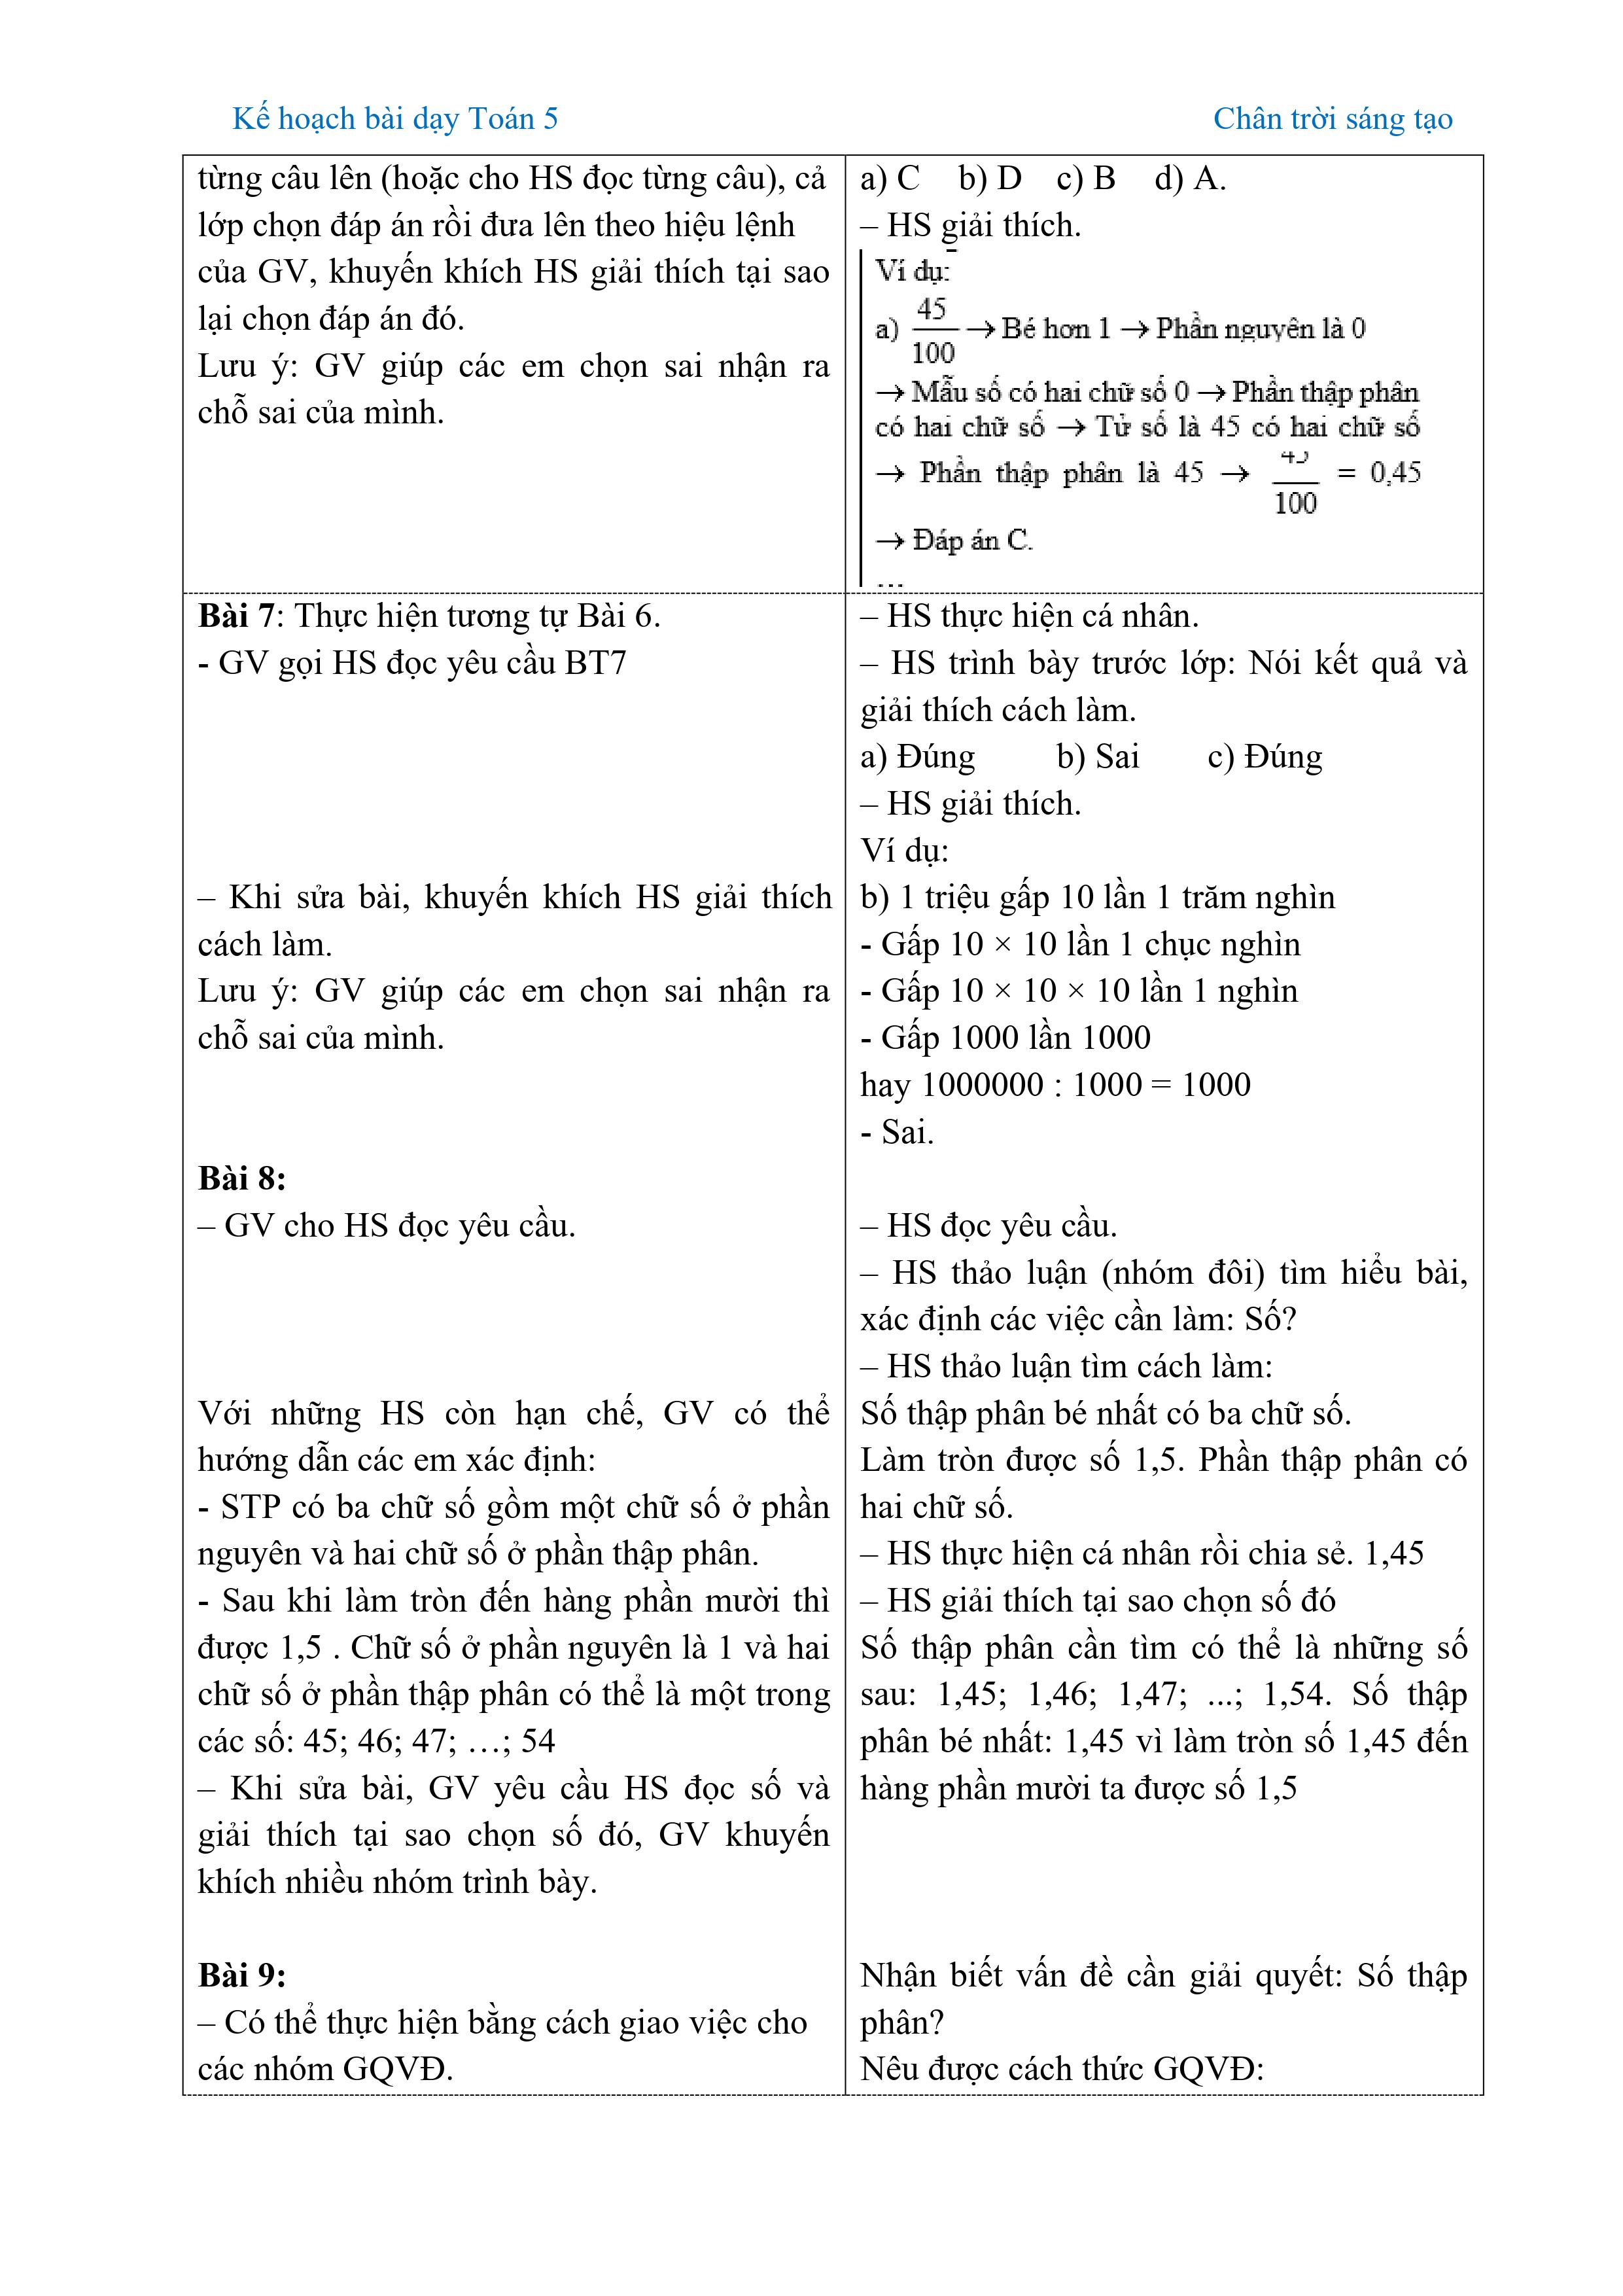 Kế hoạch bài dạy Toán 5
Chân trời sáng tạo
từng câu lên (hoặc cho HS đọc từng câu), cả
lớp chọn đáp án rồi đưa lên theo hiệu lệnh
của GV, khuyến khích HS giải thích tại sao
lại chọn đáp án đó.
Lưu ý: GV giúp các em chọn sai nhận ra
chỗ sai của mình.
a) C b) D c) B d) A.
– HS giải thích.
Ví dụ:
a) 45/100 → Bé hơn 1 → Phần nguyên là 0
→ Mẫu số có hai chữ số 0 → Phần thập phân
có hai chữ số → Tử số là 45 có hai chữ số
→ Phần thập phân là 45 → 45/100 = 0,45
→ Đáp án C.
...
Bài 7: Thực hiện tương tự Bài 6.
- GV gọi HS đọc yêu cầu BT7
– Khi sửa bài, khuyến khích HS giải thích
cách làm.
Lưu ý: GV giúp các em chọn sai nhận ra
chỗ sai của mình.
Bài 8:
– GV cho HS đọc yêu cầu.
Với những HS còn hạn chế, GV có thể
hướng dẫn các em xác định:
- STP có ba chữ số gồm một chữ số ở phần
nguyên và hai chữ số ở phần thập phân.
- Sau khi làm tròn đến hàng phần mười thì
được 1,5 . Chữ số ở phần nguyên là 1 và hai
chữ số ở phần thập phân có thể là một trong
các số: 45; 46; 47; …; 54
– Khi sửa bài, GV yêu cầu HS đọc số và
giải thích tại sao chọn số đó, GV khuyến
khích nhiều nhóm trình bày.
Bài 9:
– Có thể thực hiện bằng cách giao việc cho
các nhóm GQVĐ.
– HS thực hiện cá nhân.
– HS trình bày trước lớp: Nói kết quả và
giải thích cách làm.
a) Đúng b) Sai c) Đúng
– HS giải thích.
Ví dụ:
b) 1 triệu gấp 10 lần 1 trăm nghìn
- Gấp 10 × 10 lần 1 chục nghìn
- Gấp 10 × 10 × 10 lần 1 nghìn
- Gấp 1000 lần 1000
hay 1000000 : 1000 = 1000
- Sai.
– HS đọc yêu cầu.
– HS thảo luận (nhóm đôi) tìm hiểu bài,
xác định các việc cần làm: Số?
– HS thảo luận tìm cách làm:
Số thập phân bé nhất có ba chữ số.
Làm tròn được số 1,5. Phần thập phân có
hai chữ số.
– HS thực hiện cá nhân rồi chia sẻ. 1,45
– HS giải thích tại sao chọn số đó
Số thập phân cần tìm có thể là những số
sau: 1,45; 1,46; 1,47; ...; 1,54. Số thập
phân bé nhất: 1,45 vì làm tròn số 1,45 đến
hàng phần mười ta được số 1,5
Nhận biết vấn đề cần giải quyết: Số thập
phân?
Nêu được cách thức GQVĐ: